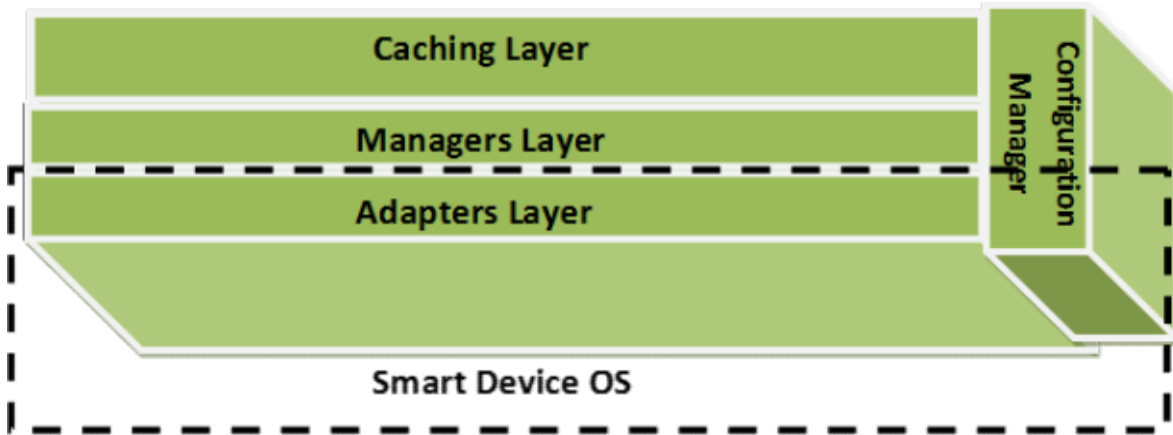 Caching Layer
Managers Layer
Adapters Layer
Configuration
Manager
Smart Device OS